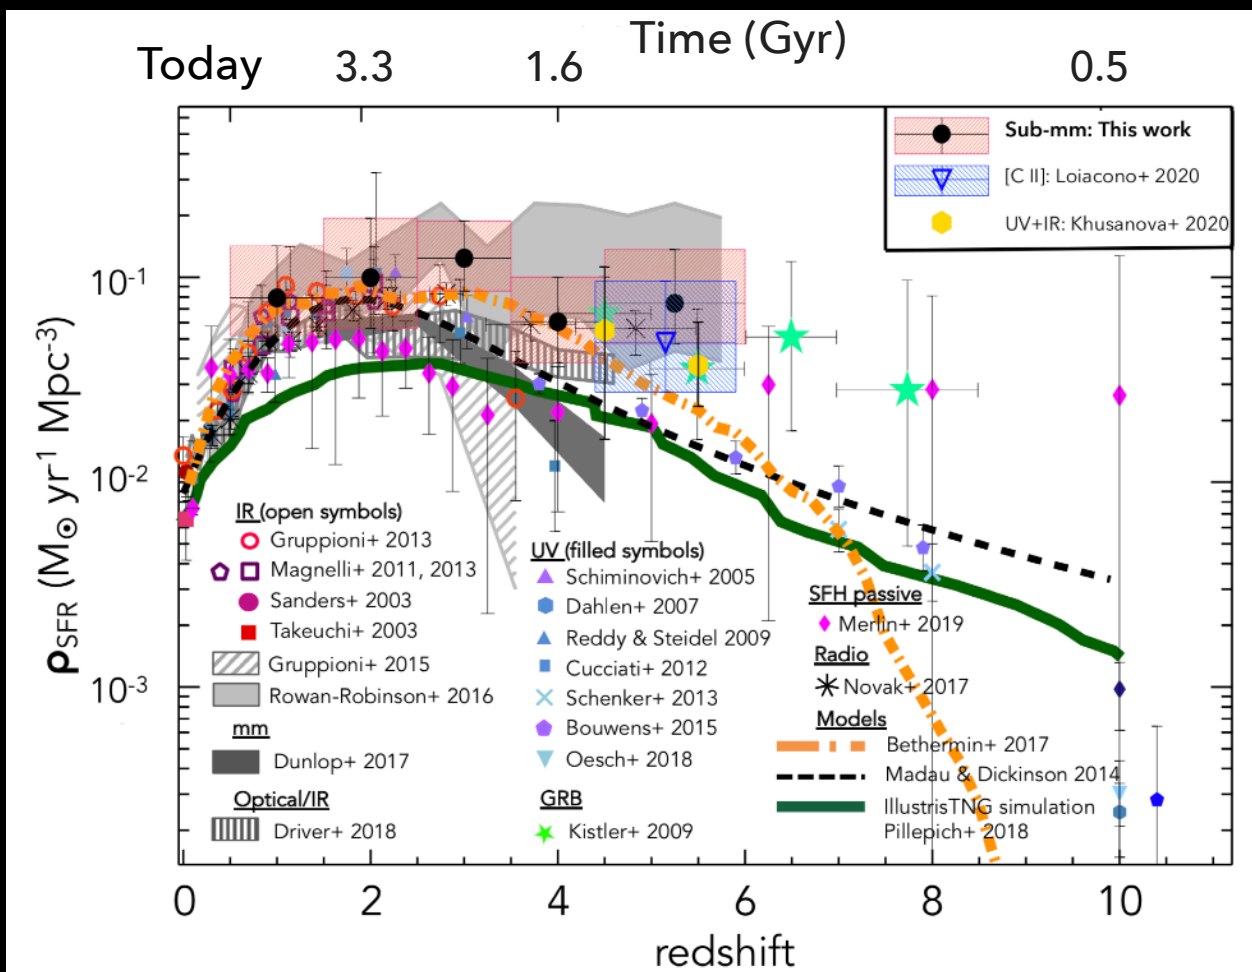 Time (Gyr)
Today 3.3 1.6 0.5
Sub-mm: This work
[C II]: Loiacono+ 2020
UV+IR: Khusanova+ 2020
10⁻¹
10⁻²
10⁻³
ρSFR (M⊙ yr⁻¹ Mpc⁻³)
IR (open symbols)
Gruppioni+ 2013
Magnelli+ 2011, 2013
Sanders+ 2003
Takeuchi+ 2003
Gruppioni+ 2015
Rowan-Robinson+ 2016
mm
Dunlop+ 2017
Optical/IR
Driver+ 2018
UV (filled symbols)
Schiminovich+ 2005
Dahlen+ 2007
Reddy & Steidel 2009
Cucciati+ 2012
Schenker+ 2013
Bouwens+ 2015
Oesch+ 2018
GRB
Kistler+ 2009
SFH passive
Merlin+ 2019
Radio
Novak+ 2017
Models
Bethermin+ 2017
Madau & Dickinson 2014
IllustrisTNG simulation
Pillepich+ 2018
0 2 4 6 8 10
redshift